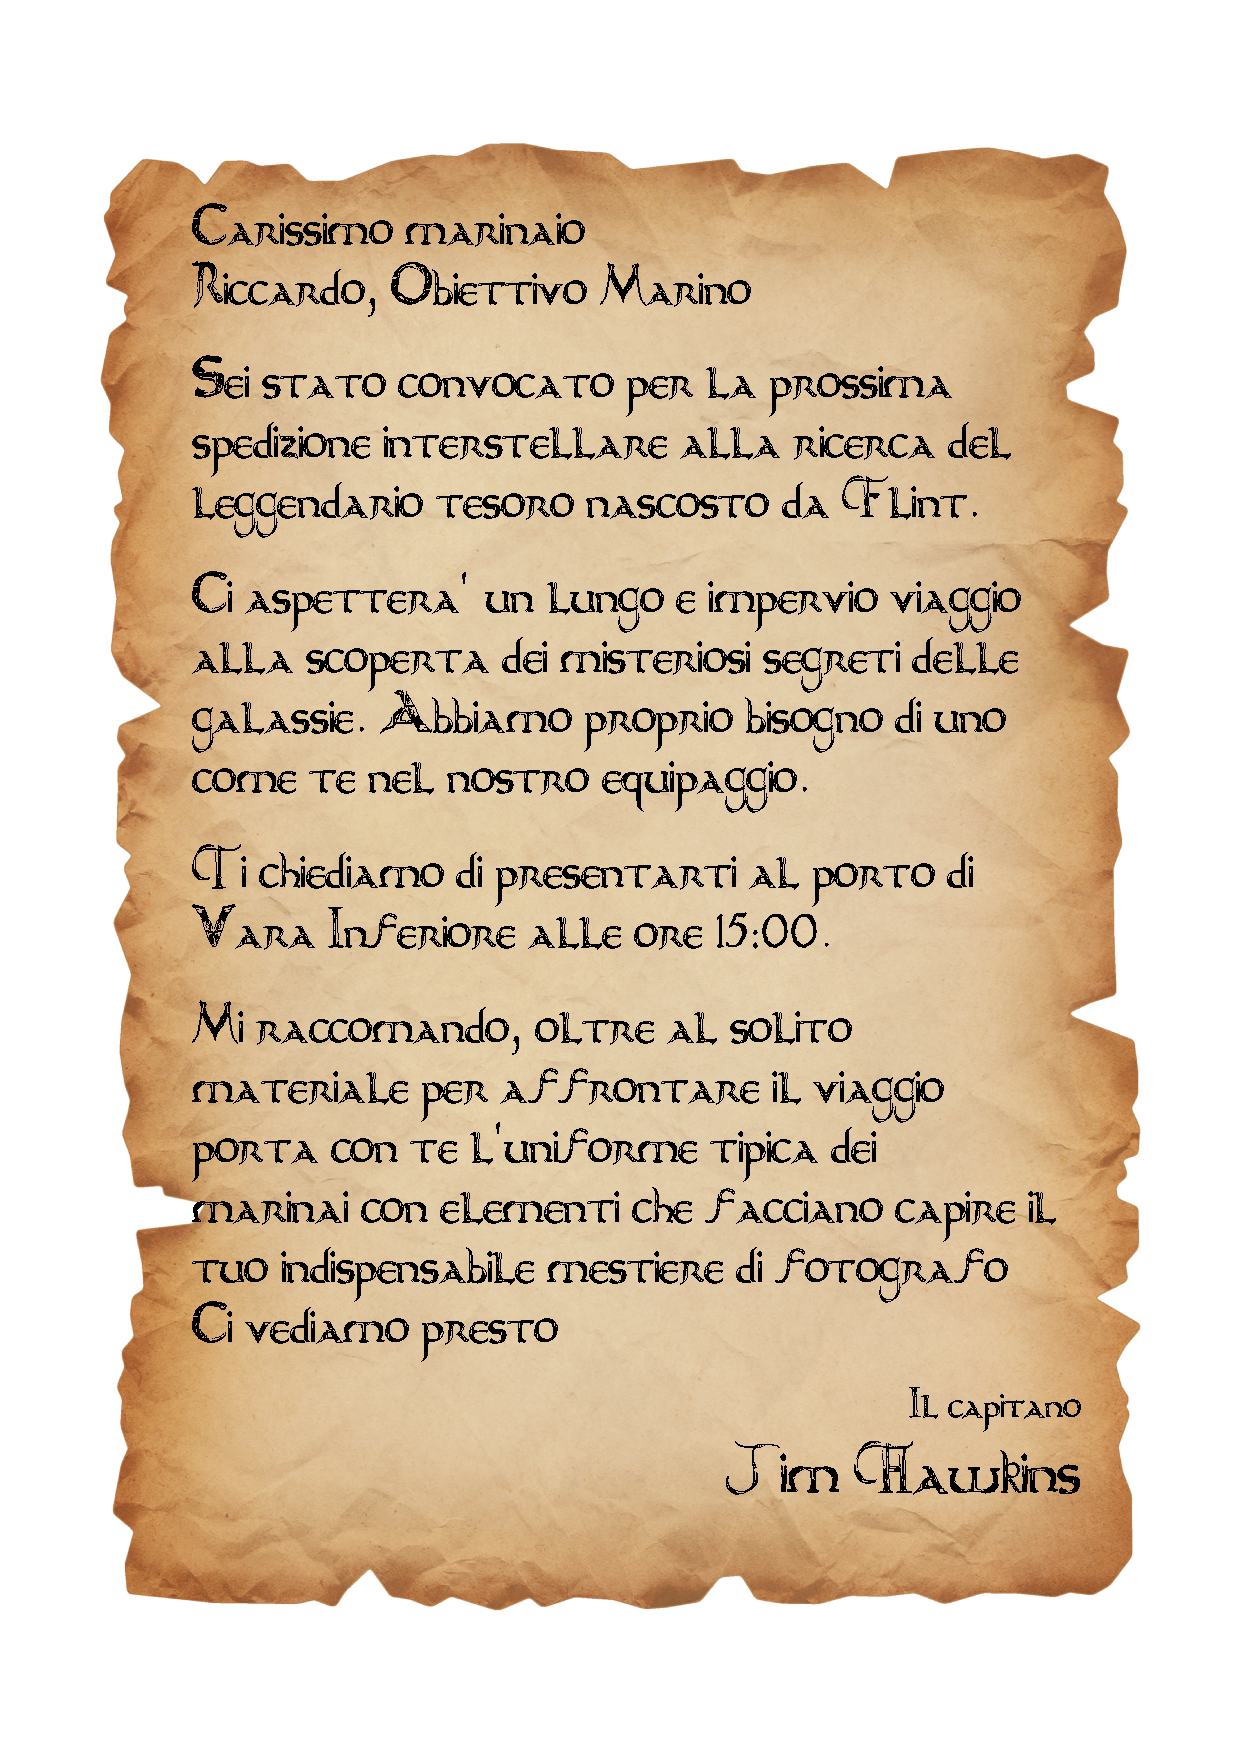 Carissimo marinaio
Riccardo, Obiettivo Marino
Sei stato convocato per la prossima
spedizione interstellare alla ricerca del
leggendario tesoro nascosto da Flint.
Ci aspettera' un lungo e impervio viaggio
alla scoperta dei misteriosi segreti delle
galassie. Abbiamo proprio bisogno di uno
come te nel nostro equipaggio.
Ti chiediamo di presentarti al porto di
Vara Inferiore alle ore 15:00.
Mi raccomando, oltre al solito
materiale per affrontare il viaggio
porta con te l'uniforme tipica dei
marinai con elementi che facciano capire il
tuo indispensabile mestiere di fotografo
Ci vediamo presto
Il capitano
Jim Hawkins